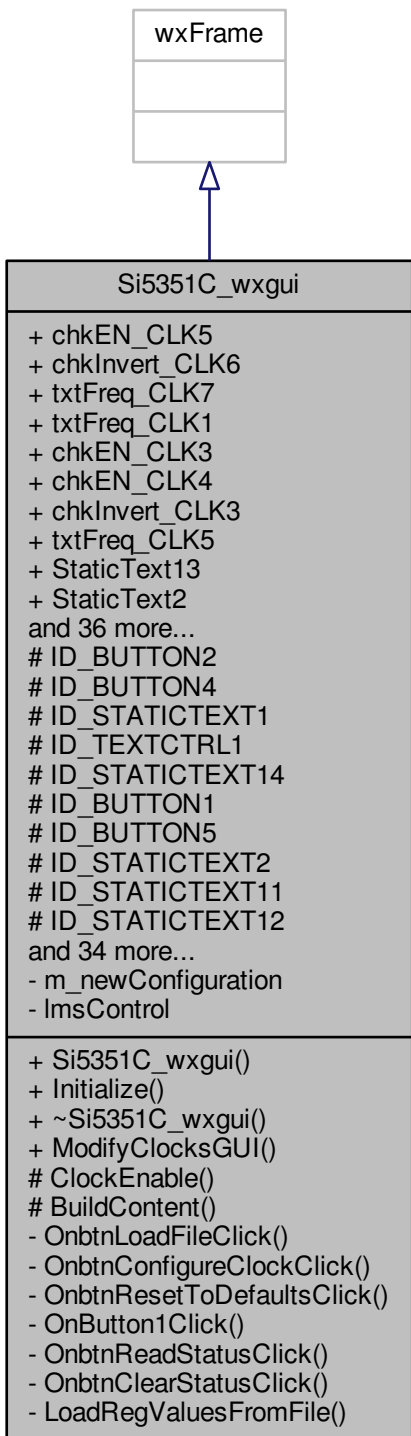 wxFrame
Si5351C_wxgui
+ chkEN_CLK5
+ chkInvert_CLK6
+ txtFreq_CLK7
+ txtFreq_CLK1
+ chkEN_CLK3
+ chkEN_CLK4
+ chkInvert_CLK3
+ txtFreq_CLK5
+ StaticText13
+ StaticText2
and 36 more...
# ID_BUTTON2
# ID_BUTTON4
# ID_STATICTEXT1
# ID_TEXTCTRL1
# ID_STATICTEXT14
# ID_BUTTON1
# ID_BUTTON5
# ID_STATICTEXT2
# ID_STATICTEXT11
# ID_STATICTEXT12
and 34 more...
- m_newConfiguration
- lmsControl
+ Si5351C_wxgui()
+ Initialize()
+ ~Si5351C_wxgui()
+ ModifyClocksGUI()
# ClockEnable()
# BuildContent()
- OnbtnLoadFileClick()
- OnbtnConfigureClockClick()
- OnbtnResetToDefaultsClick()
- OnButton1Click()
- OnbtnReadStatusClick()
- OnbtnClearStatusClick()
- LoadRegValuesFromFile()